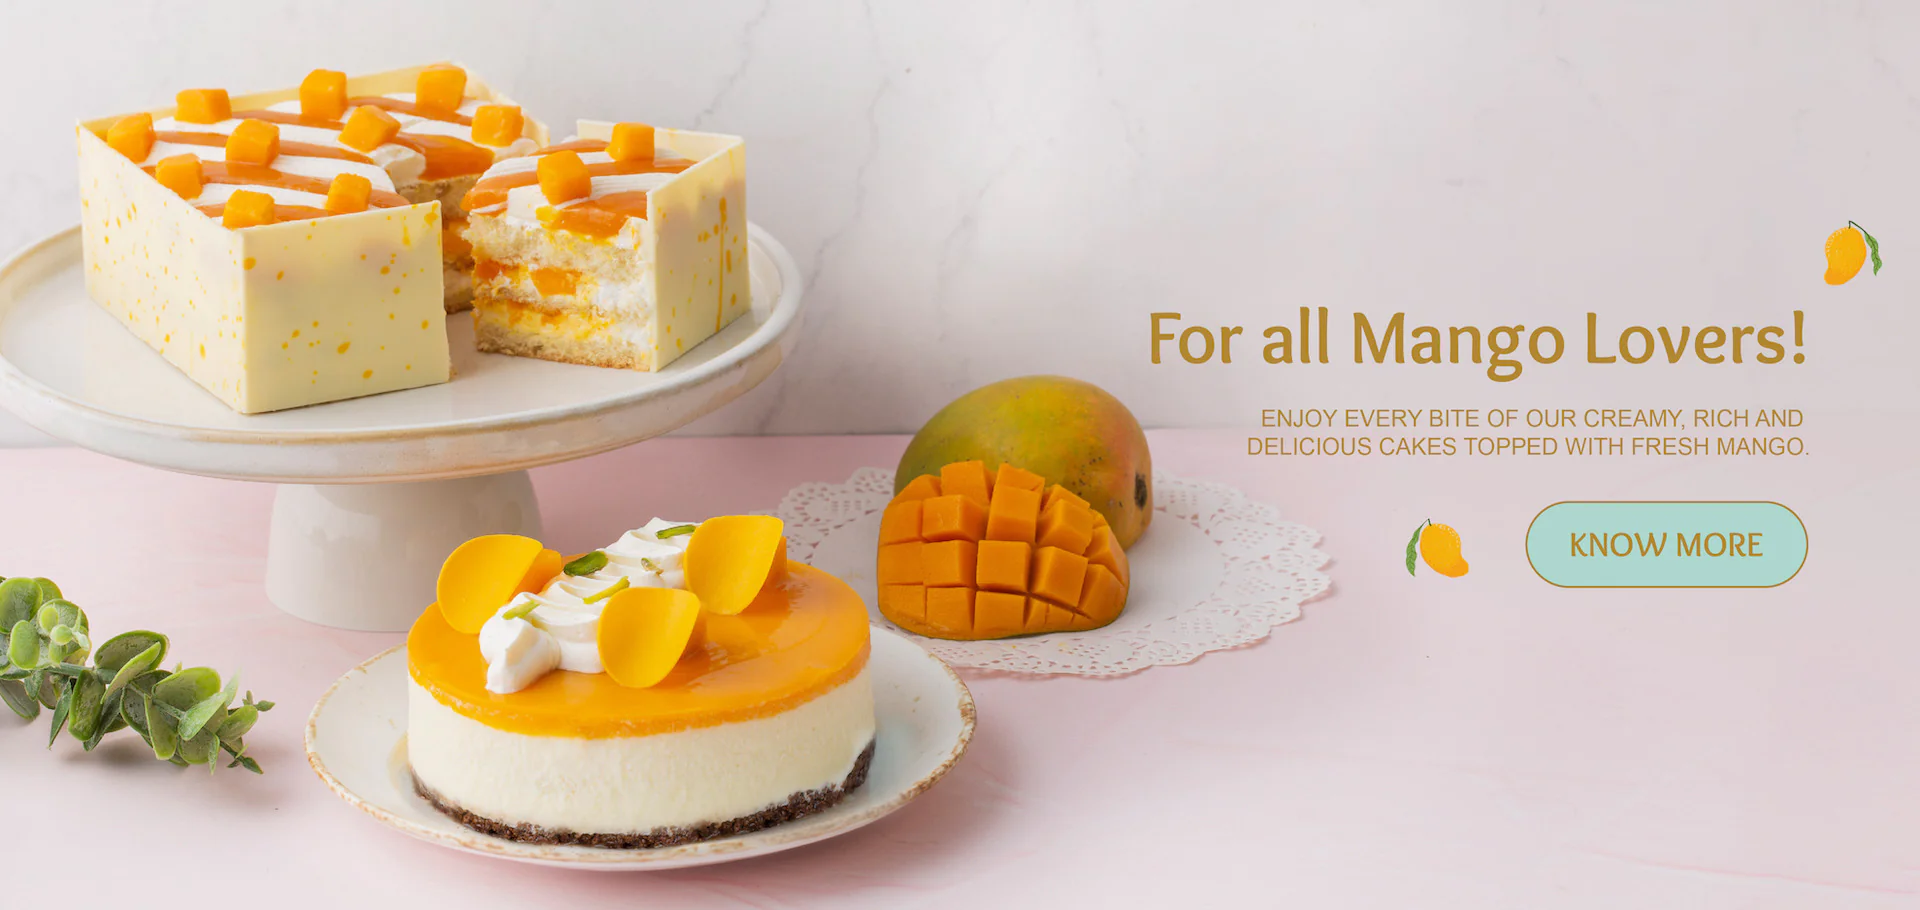 For all Mango Lovers!
ENJOY EVERY BITE OF OUR CREAMY, RICH AND
DELICIOUS CAKES TOPPED WITH FRESH MANGO.
KNOW MORE